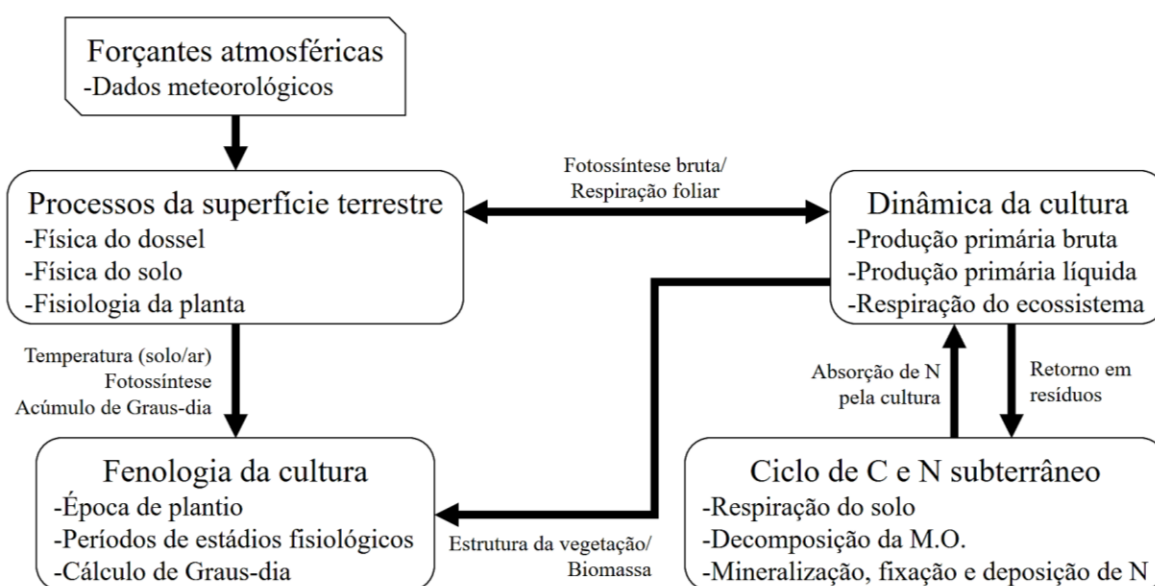 Forçantes atmosféricas
-Dados meteorológicos
Fotossíntese bruta/
Respiração foliar
Processos da superfície terrestre
-Física do dossel
-Física do solo
-Fisiologia da planta
Dinâmica da cultura
-Produção primária bruta
-Produção primária líquida
-Respiração do ecossistema
Temperatura (solo/ar)
Fotossíntese
Acúmulo de Graus-dia
Absorção de N
pela cultura
Retorno em
resíduos
Fenologia da cultura
-Época de plantio
-Períodos de estádios fisiológicos
-Cálculo de Graus-dia
Estrutura da vegetação/
Biomassa
Ciclo de C e N subterrâneo
-Respiração do solo
-Decomposição da M.O.
-Mineralização, fixação e deposição de N